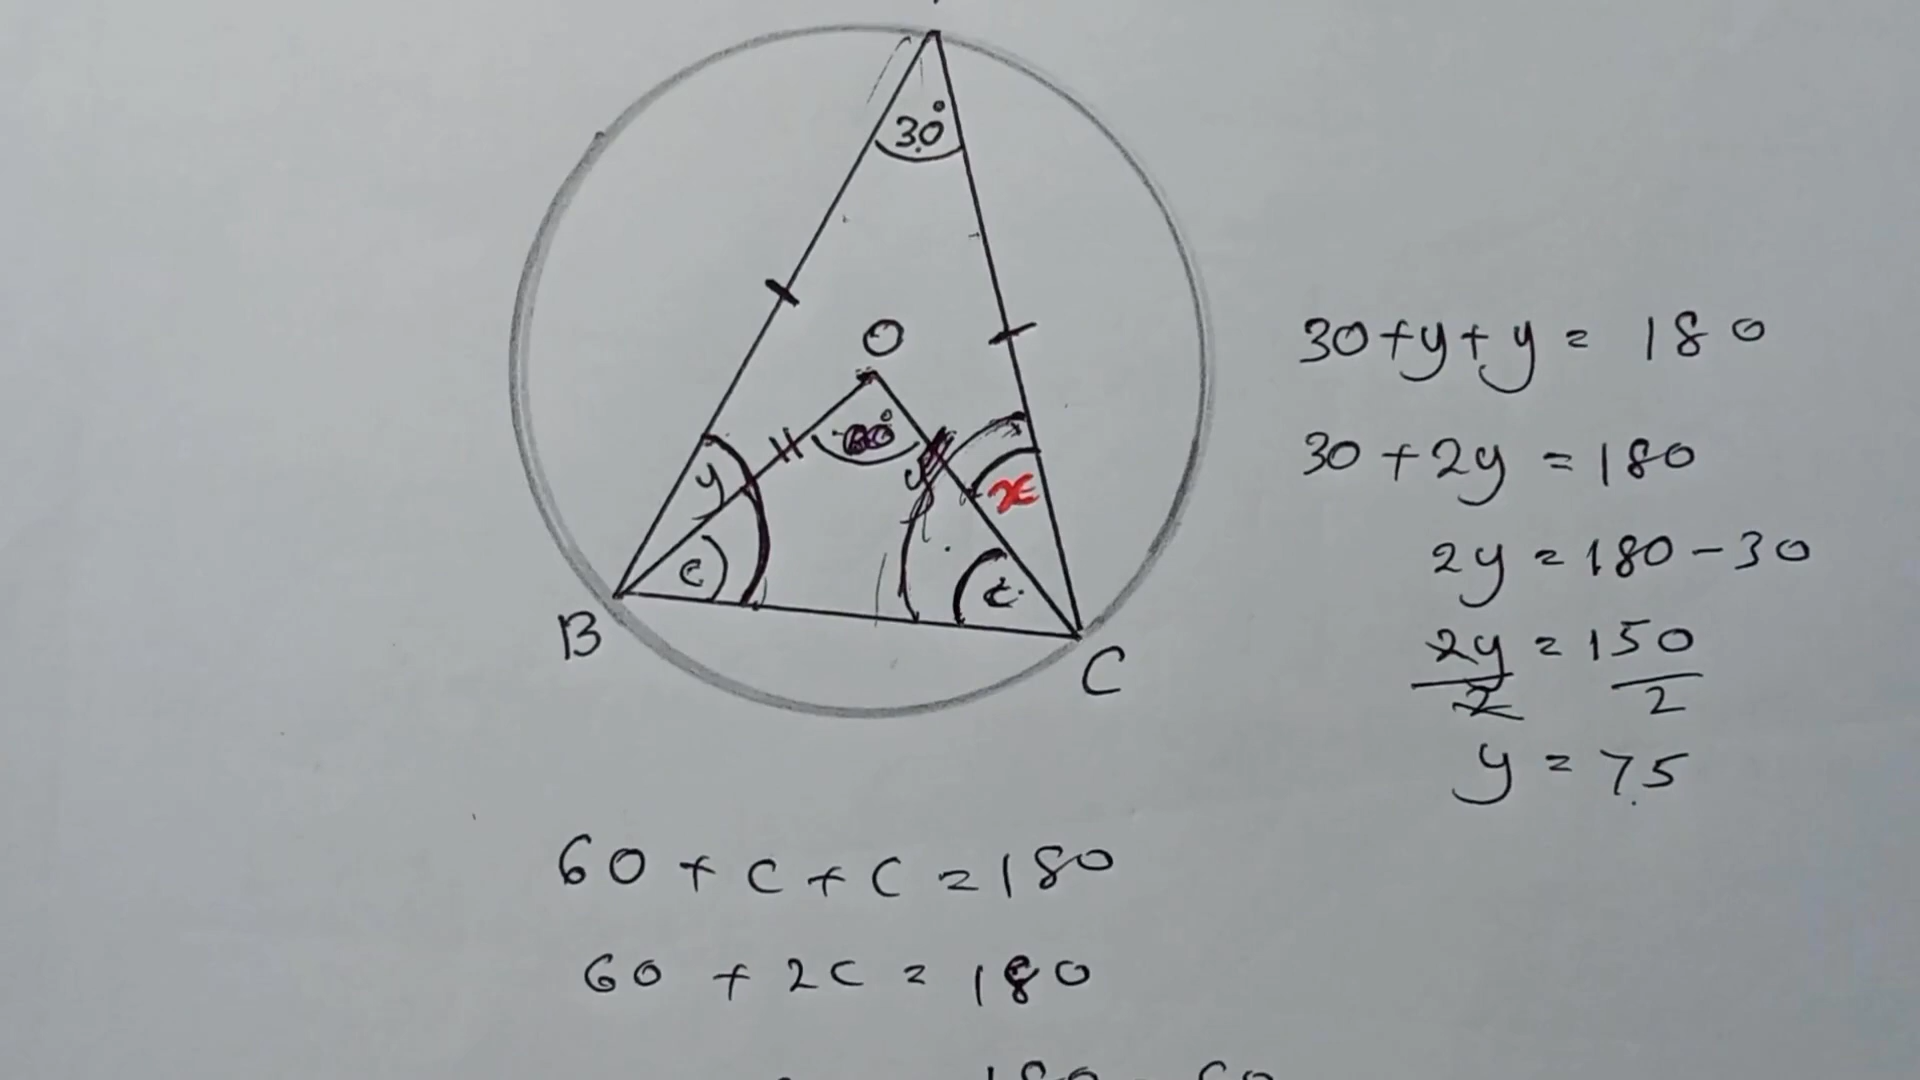 30°
O
60°
y
y
x
c
c
B
C
30+y+y = 180
30 + 2y = 180
2y = 180 - 30
2y = 150
2 2
y = 75
60 + c + c = 180
60 + 2c = 180